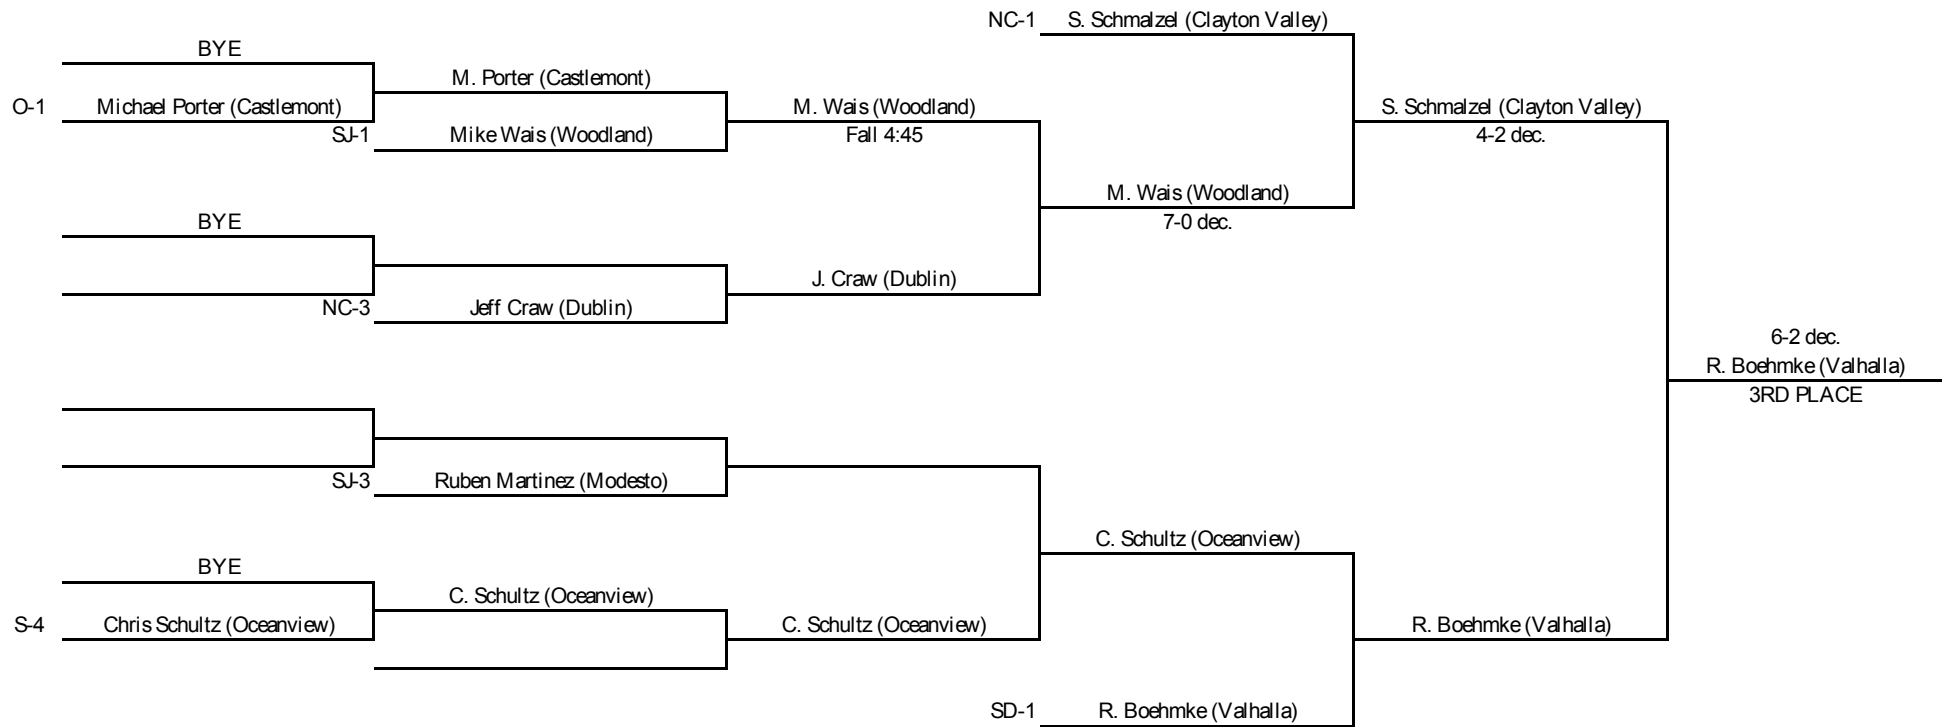 NC-1 S. Schmalzel (Clayton Valley)
BYE
M. Porter (Castlemont)
O-1 Michael Porter (Castlemont)
M. Wais (Woodland)
S. Schmalzel (Clayton Valley)
SJ-1 Mike Wais (Woodland)
Fall 4:45
4-2 dec.
M. Wais (Woodland)
BYE
7-0 dec.
J. Craw (Dublin)
NC-3 Jeff Craw (Dublin)
6-2 dec.
R. Boehmke (Valhalla)
3RD PLACE
SJ-3 Ruben Martinez (Modesto)
C. Schultz (Oceanview)
BYE
C. Schultz (Oceanview)
S-4 Chris Schultz (Oceanview)
C. Schultz (Oceanview)
R. Boehmke (Valhalla)
SD-1 R. Boehmke (Valhalla)